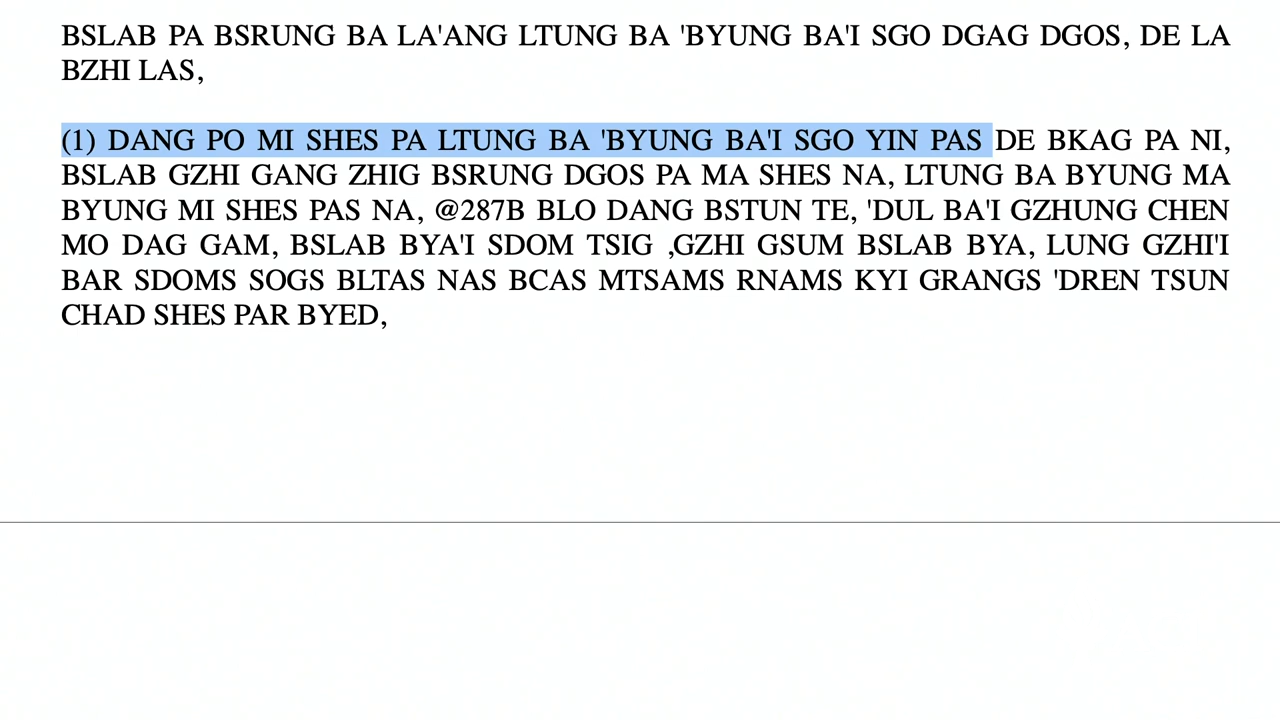 BSLAB PA BSRUNG BA LA'ANG LTUNG BA 'BYUNG BA'I SGO DGAG DGOS, DE LA
BZHI LAS,
(1) DANG PO MI SHES PA LTUNG BA 'BYUNG BA'I SGO YIN PAS DE BKAG PA NI,
BSLAB GZHI GANG ZHIG BSRUNG DGOS PA MA SHES NA, LTUNG BA BYUNG MA
BYUNG MI SHES PAS NA, @287B BLO DANG BSTUN TE, 'DUL BA'I GZHUNG CHEN
MO DAG GAM, BSLAB BYA'I SDOM TSIG ,GZHI GSUM BSLAB BYA, LUNG GZHI'I
BAR SDOMS SOGS BLTAS NAS BCAS MTSAMS RNAMS KYI GRANGS 'DREN TSUN
CHAD SHES PAR BYED,